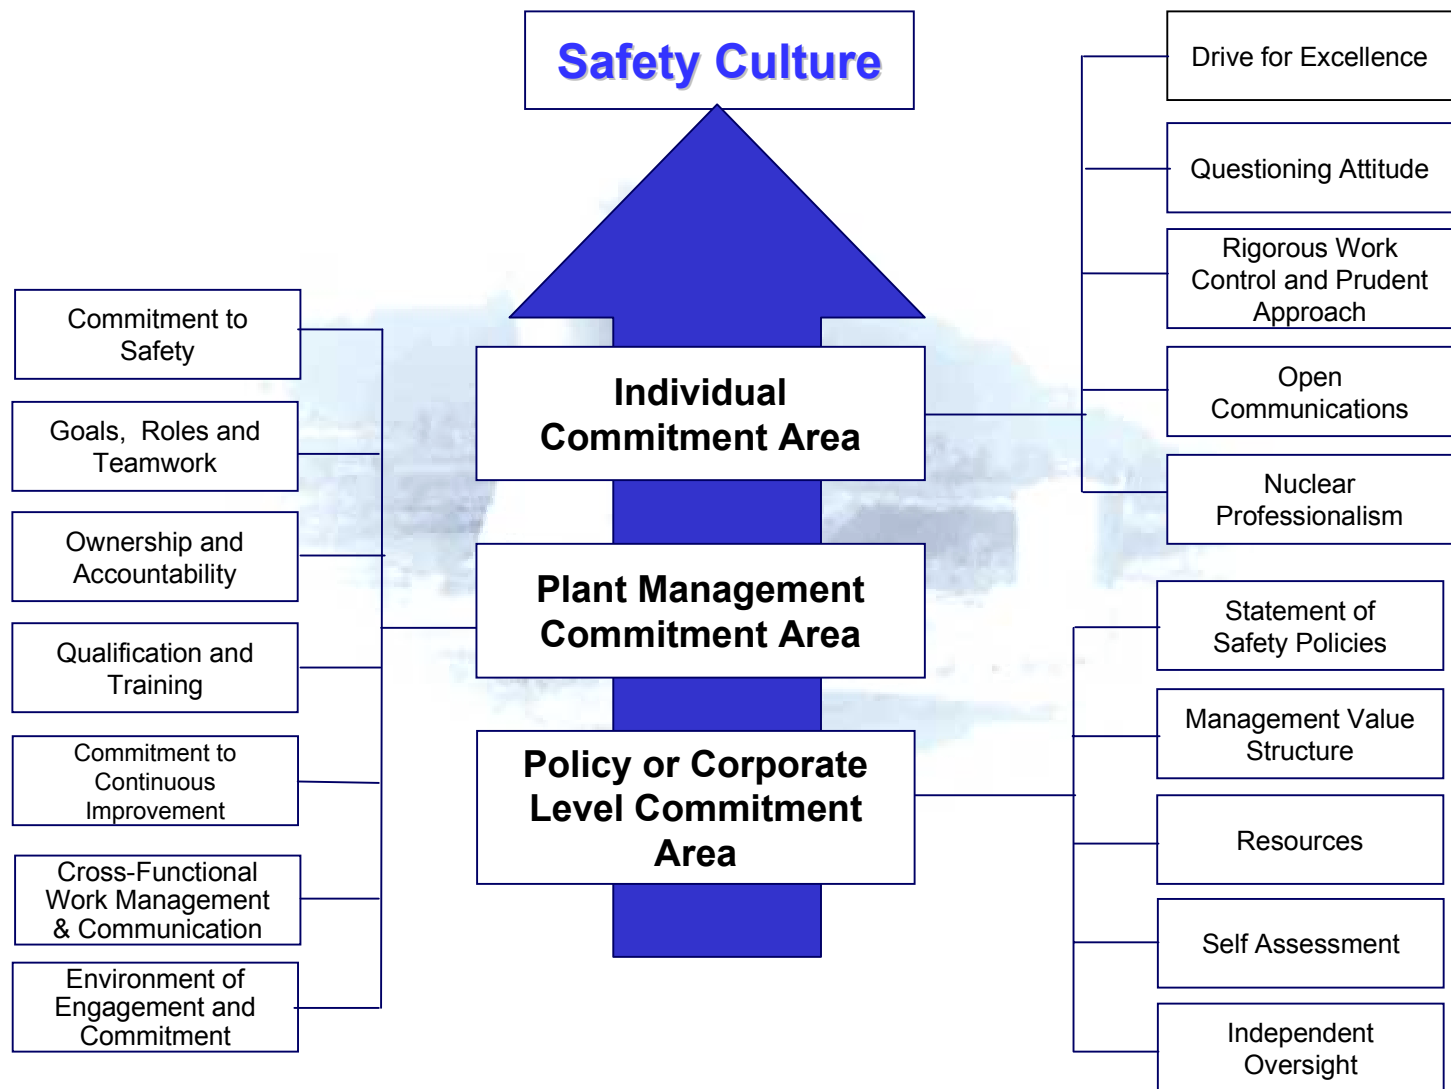 Safety Culture
Individual
Commitment Area
Plant Management
Commitment Area
Policy or Corporate
Level Commitment
Area
Commitment to
Safety
Goals, Roles and
Teamwork
Ownership and
Accountability
Qualification and
Training
Commitment to
Continuous
Improvement
Cross-Functional
Work Management
& Communication
Environment of
Engagement and
Commitment
Drive for Excellence
Questioning Attitude
Rigorous Work
Control and Prudent
Approach
Open
Communications
Nuclear
Professionalism
Statement of
Safety Policies
Management Value
Structure
Resources
Self Assessment
Independent
Oversight